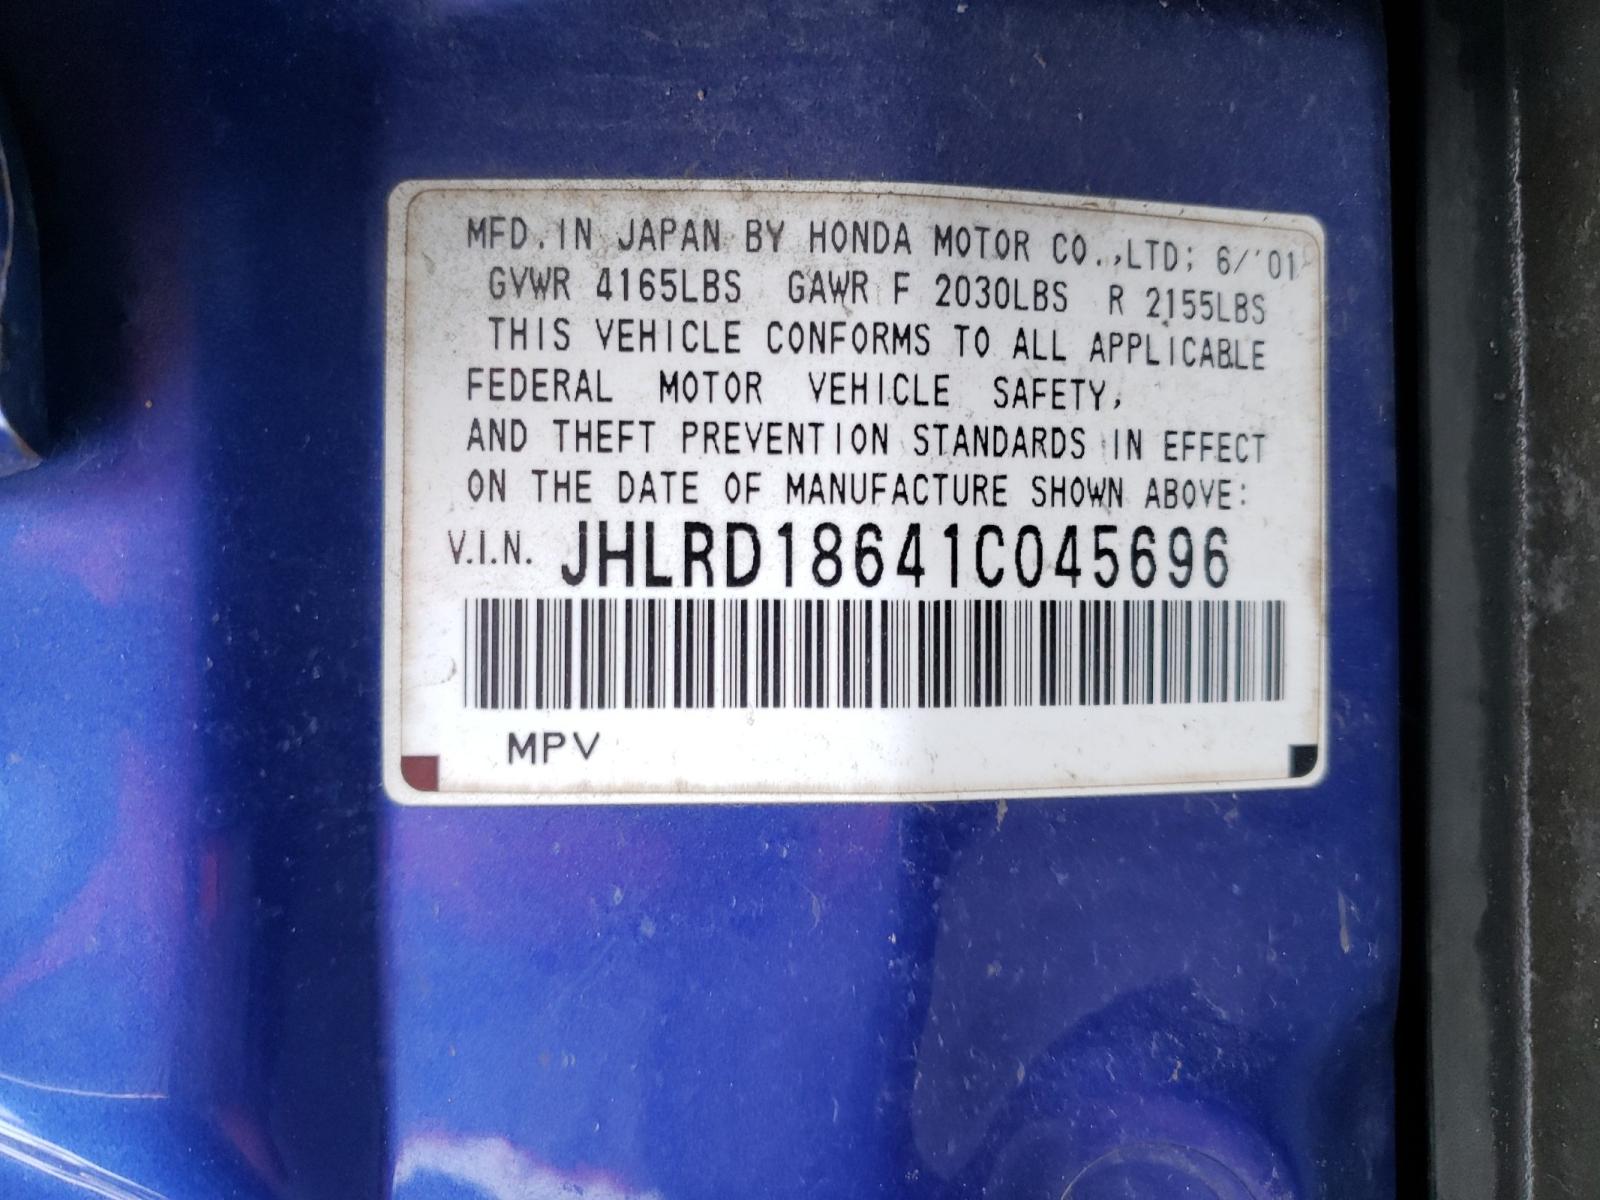 MFD. IN JAPAN BY HONDA MOTOR CO.,LTD; 6/'01
GVWR 4165LBS GAWR F 2030LBS R 2155LBS
THIS VEHICLE CONFORMS TO ALL APPLICABLE
FEDERAL MOTOR VEHICLE SAFETY,
AND THEFT PREVENTION STANDARDS IN EFFECT
ON THE DATE OF MANUFACTURE SHOWN ABOVE:
V.I.N. JHLRD18641C045696
MPV